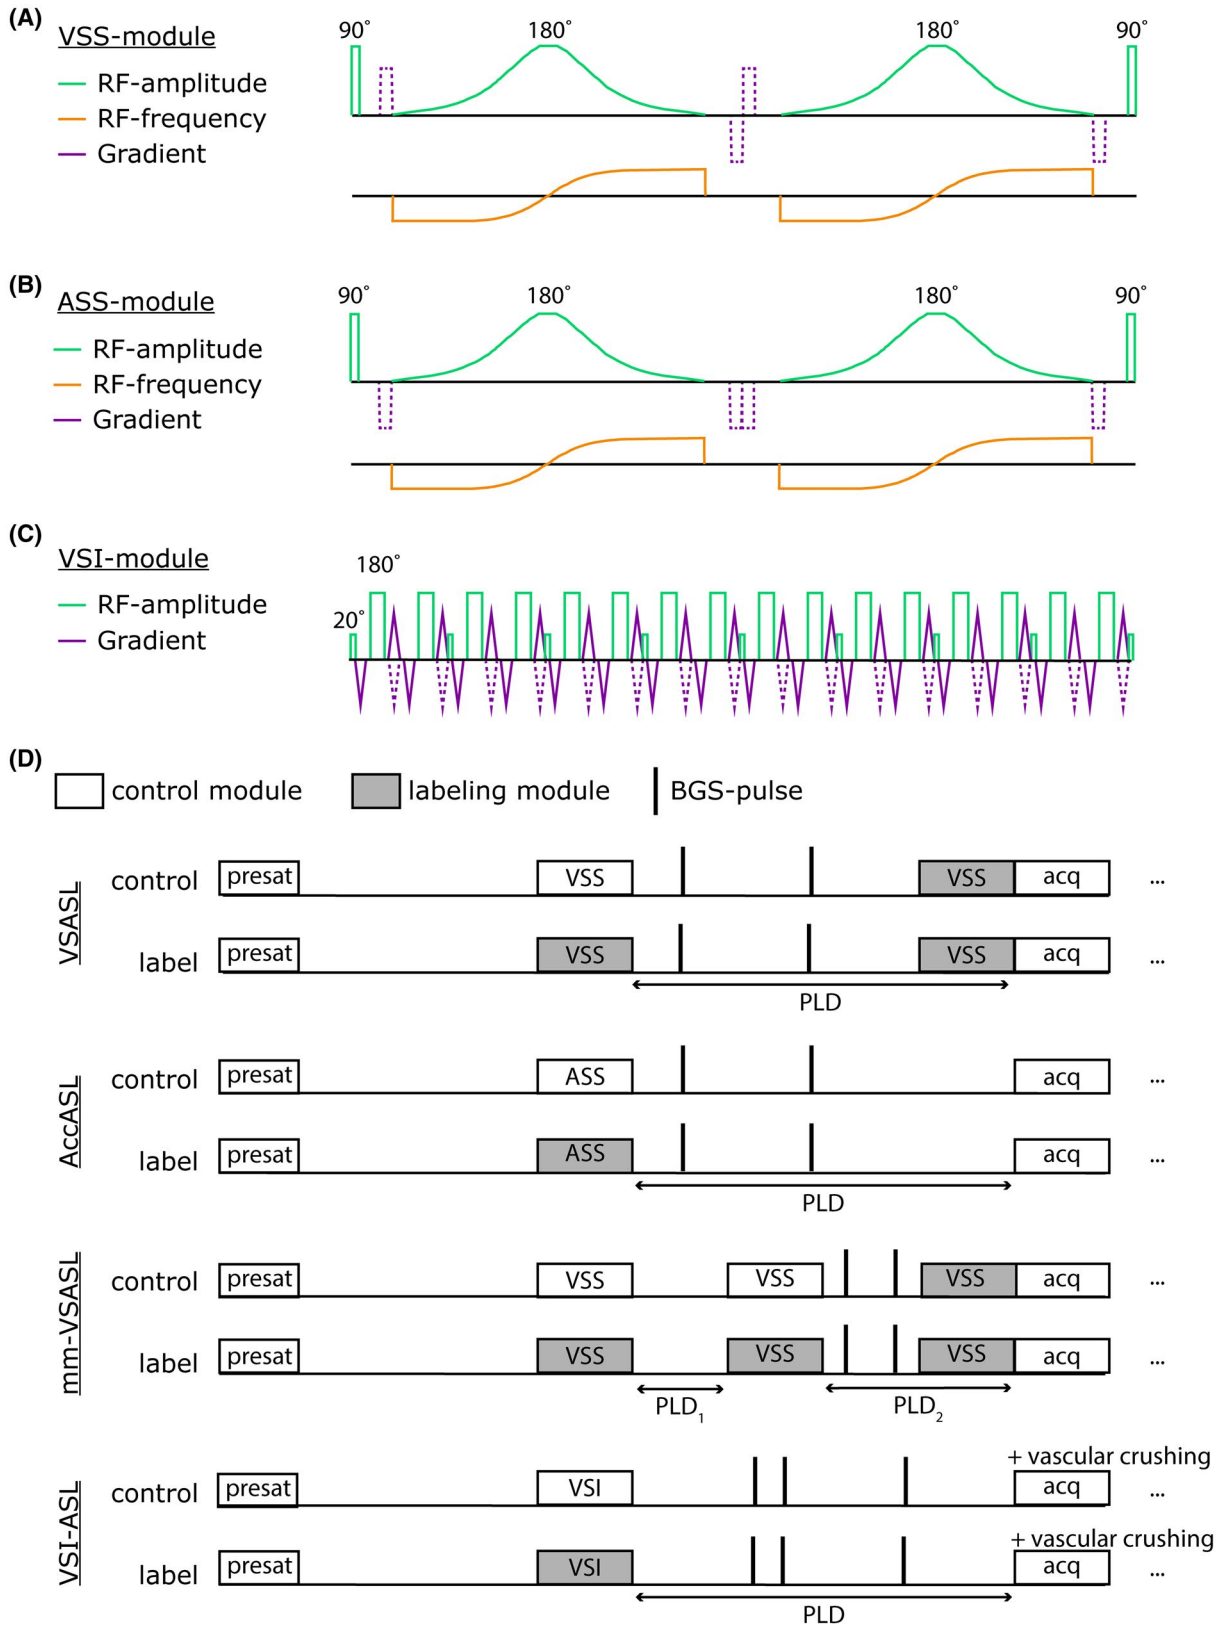 (A)
VSS-module
RF-amplitude
RF-frequency
Gradient
90° 180° 180° 90°
(B)
ASS-module
RF-amplitude
RF-frequency
Gradient
90° 180° 180° 90°
(C)
VSI-module
RF-amplitude
Gradient
180°
20°
(D)
control module labeling module BGS-pulse
VSASL
control presat VSS VSS acq ...
label presat VSS VSS acq ...
PLD
AccASL
control presat ASS acq ...
label presat ASS acq ...
PLD
mm-VSASL
control presat VSS VSS VSS acq ...
label presat VSS VSS VSS acq ...
PLD1 PLD2
VSI-ASL
+ vascular crushing
control presat VSI acq ...
+ vascular crushing
label presat VSI acq ...
PLD